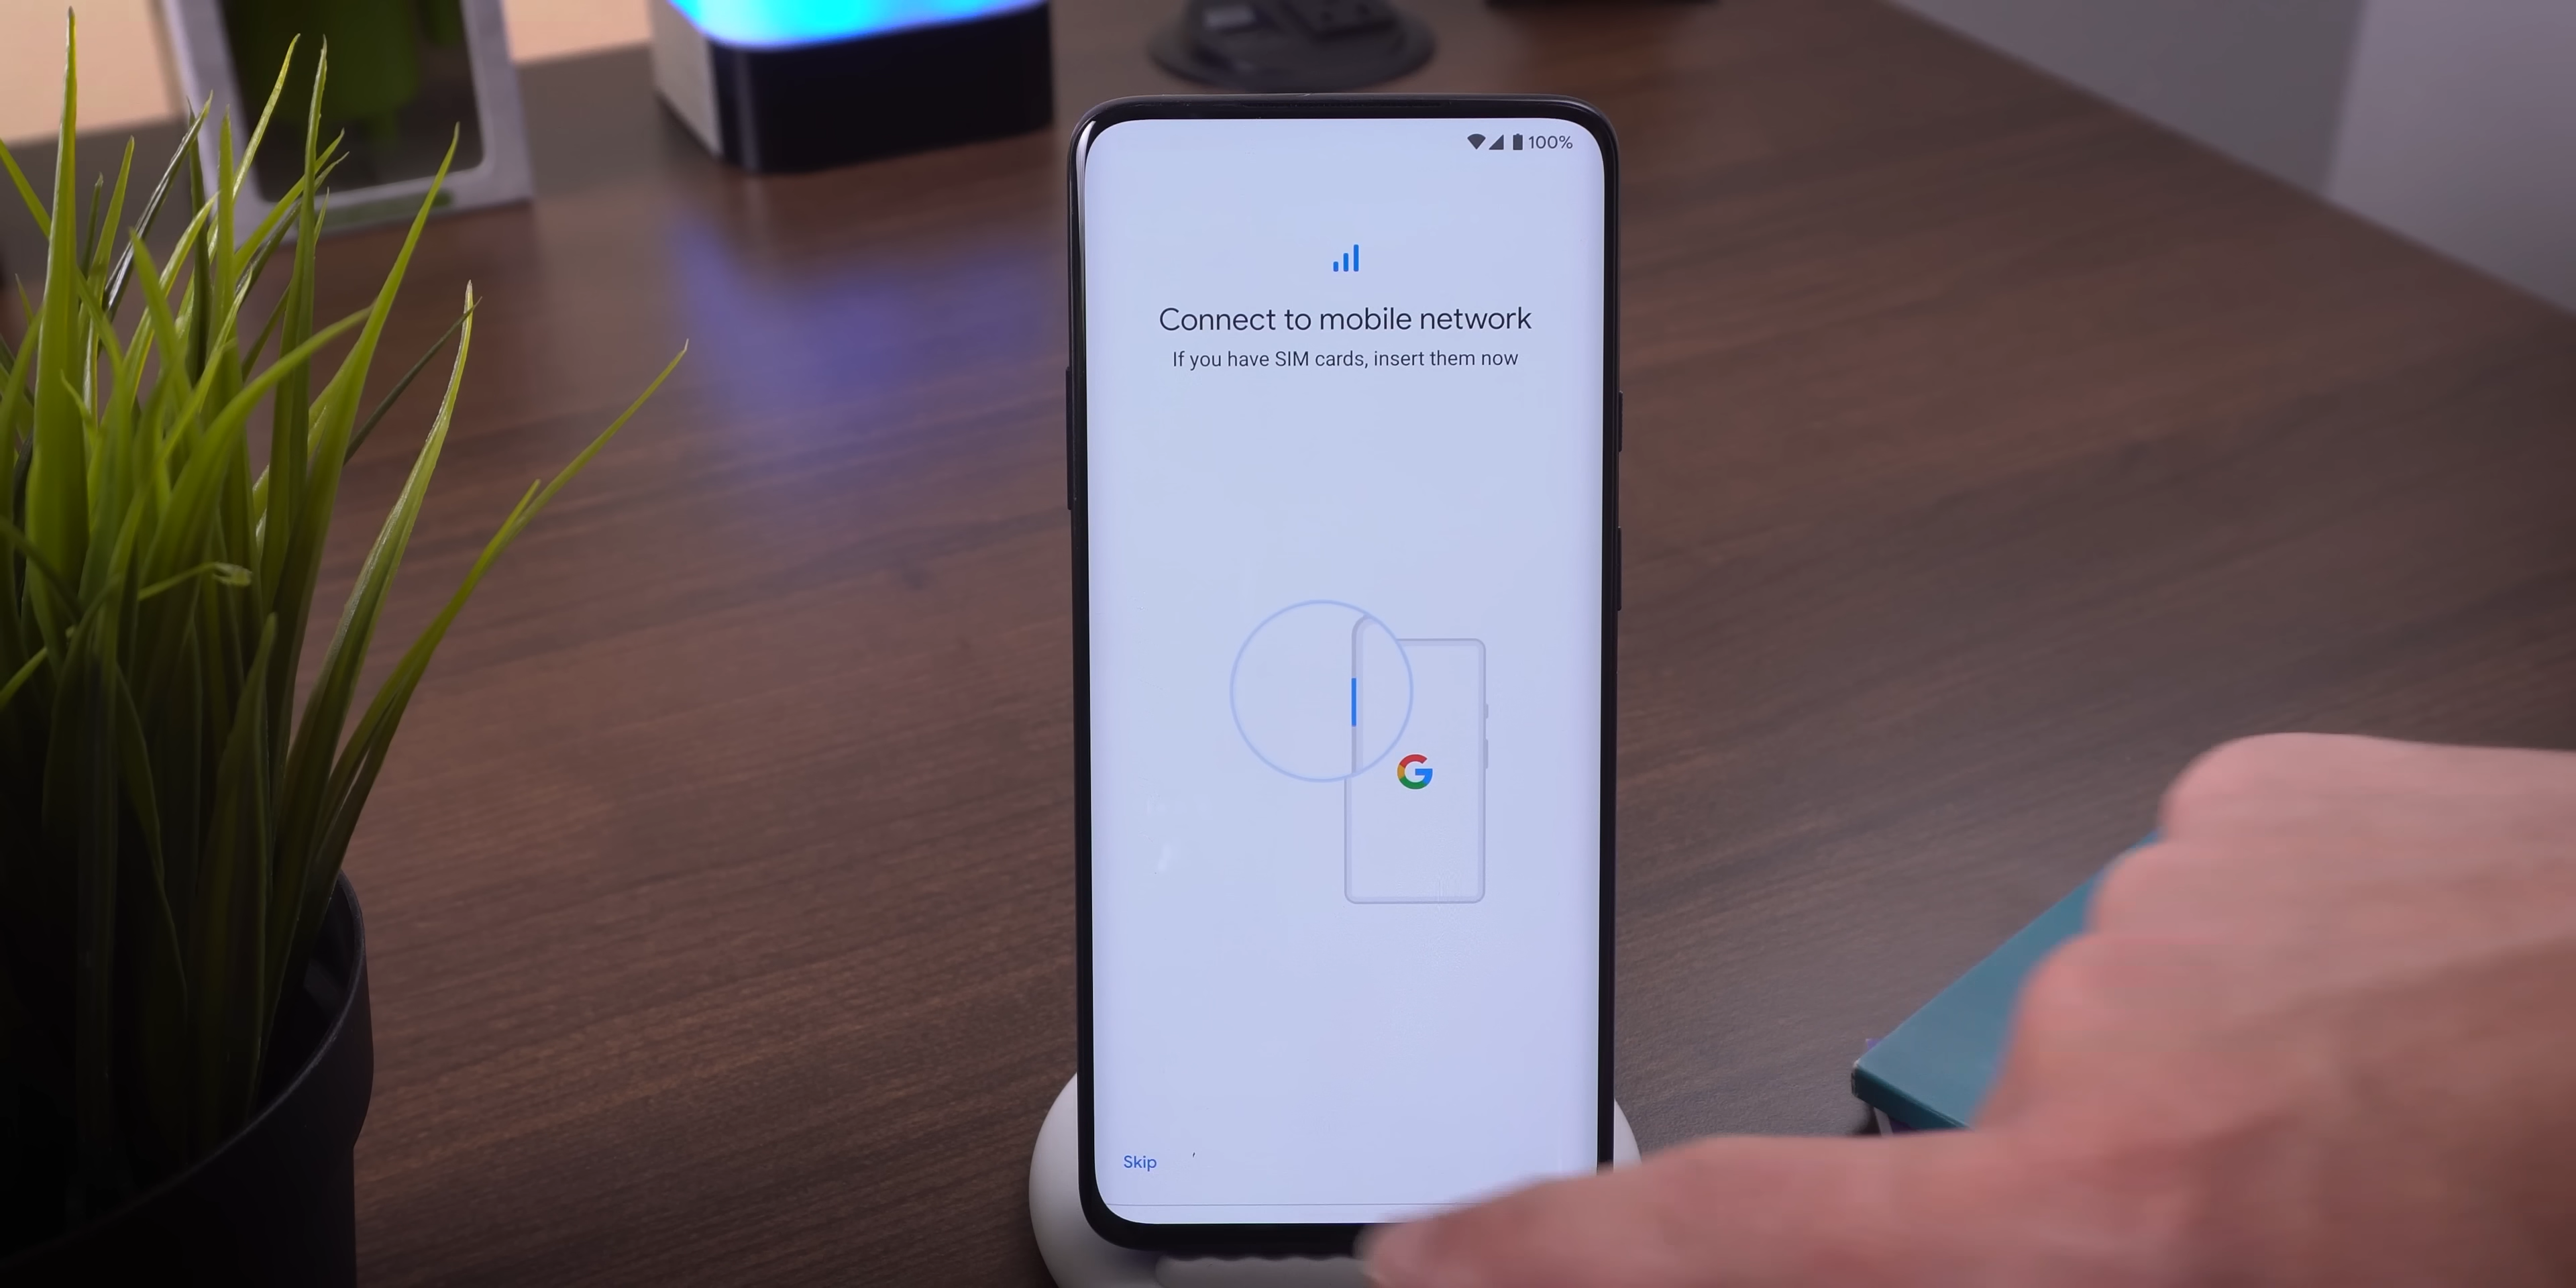 100%
Connect to mobile network
If you have SIM cards, insert them now
G
Skip